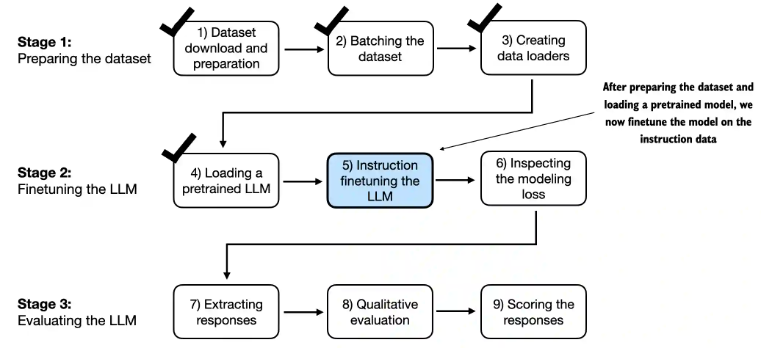 Stage 1:
Preparing the dataset
1) Dataset
download and
preparation
2) Batching the
dataset
3) Creating
data loaders
After preparing the dataset and
loading a pretrained model, we
now finetune the model on the
instruction data
Stage 2:
Finetuning the LLM
4) Loading a
pretrained LLM
5) Instruction
finetuning the
LLM
6) Inspecting
the modeling
loss
Stage 3:
Evaluating the LLM
7) Extracting
responses
8) Qualitative
evaluation
9) Scoring the
responses